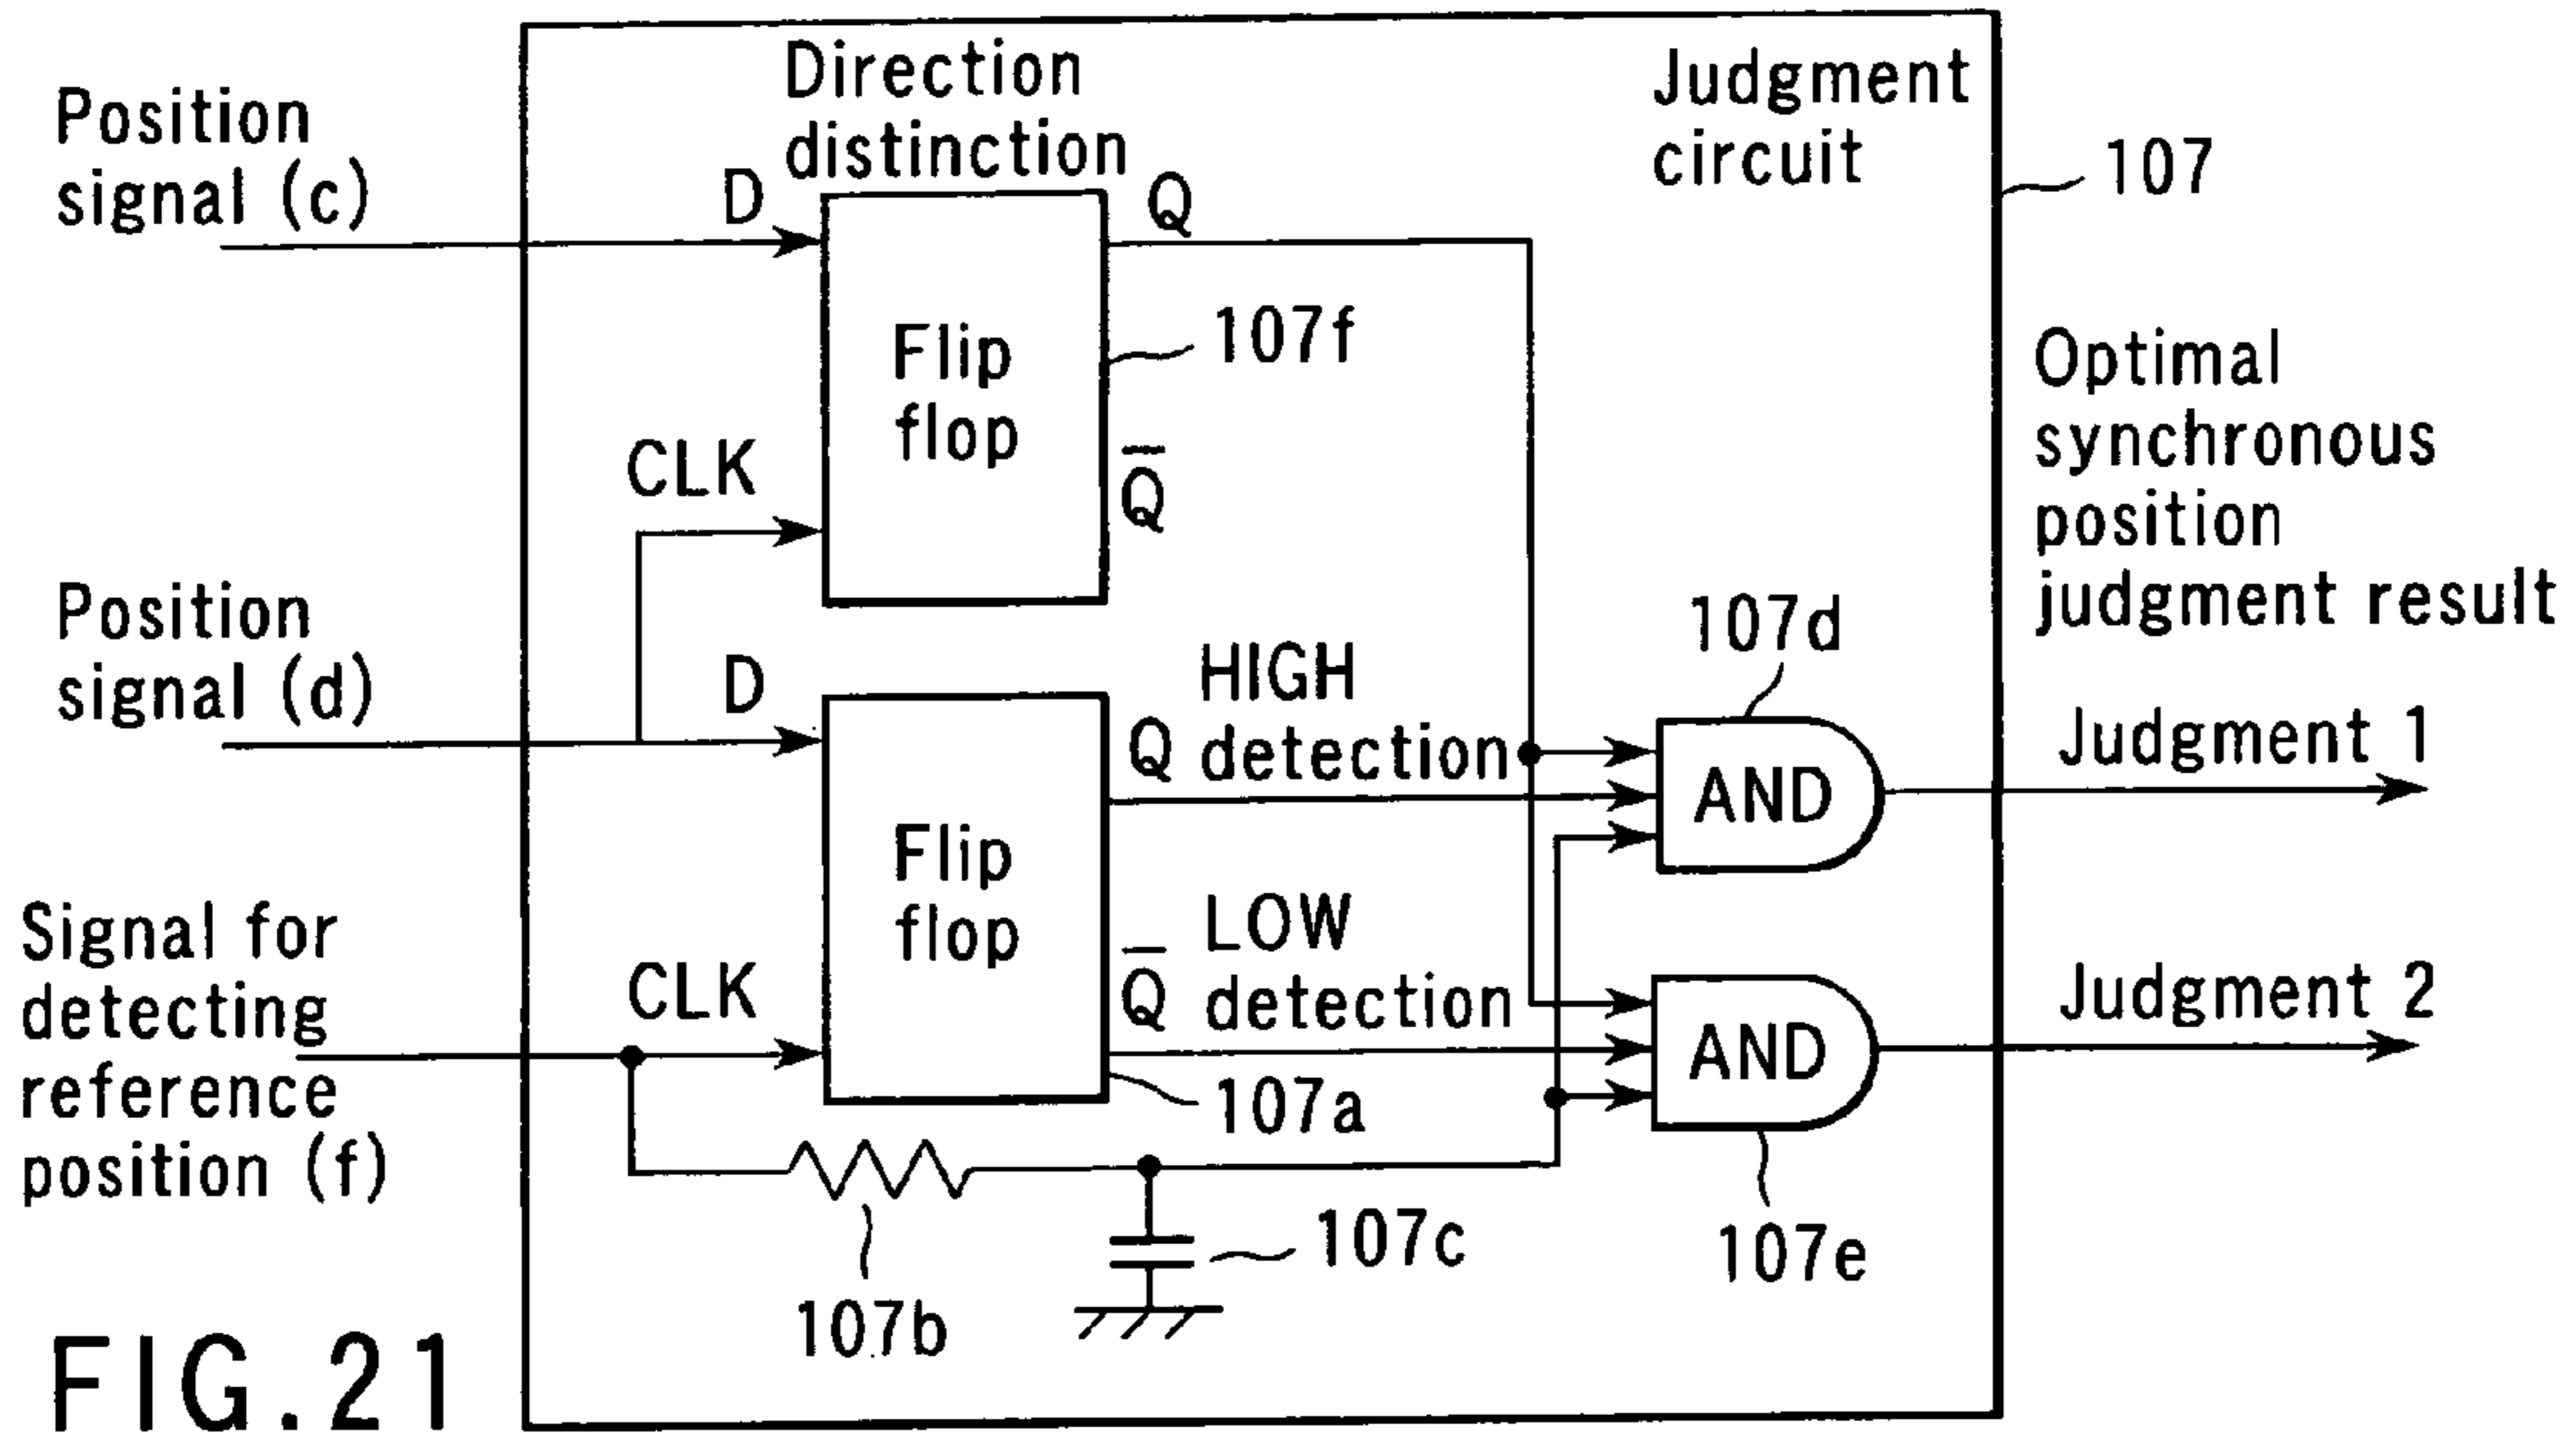 Direction
distinction
Judgment
circuit
107
Position
signal (c)
D
Q
Flip
flop
107f
CLK
Q̅
Optimal
synchronous
position
judgment result
Position
signal (d)
D
HIGH
detection
Q
107d
AND
Judgment 1
Flip
flop
Signal for
detecting
reference
position (f)
CLK
LOW
detection
Q̅
107a
AND
Judgment 2
107e
107b
107c
FIG.21